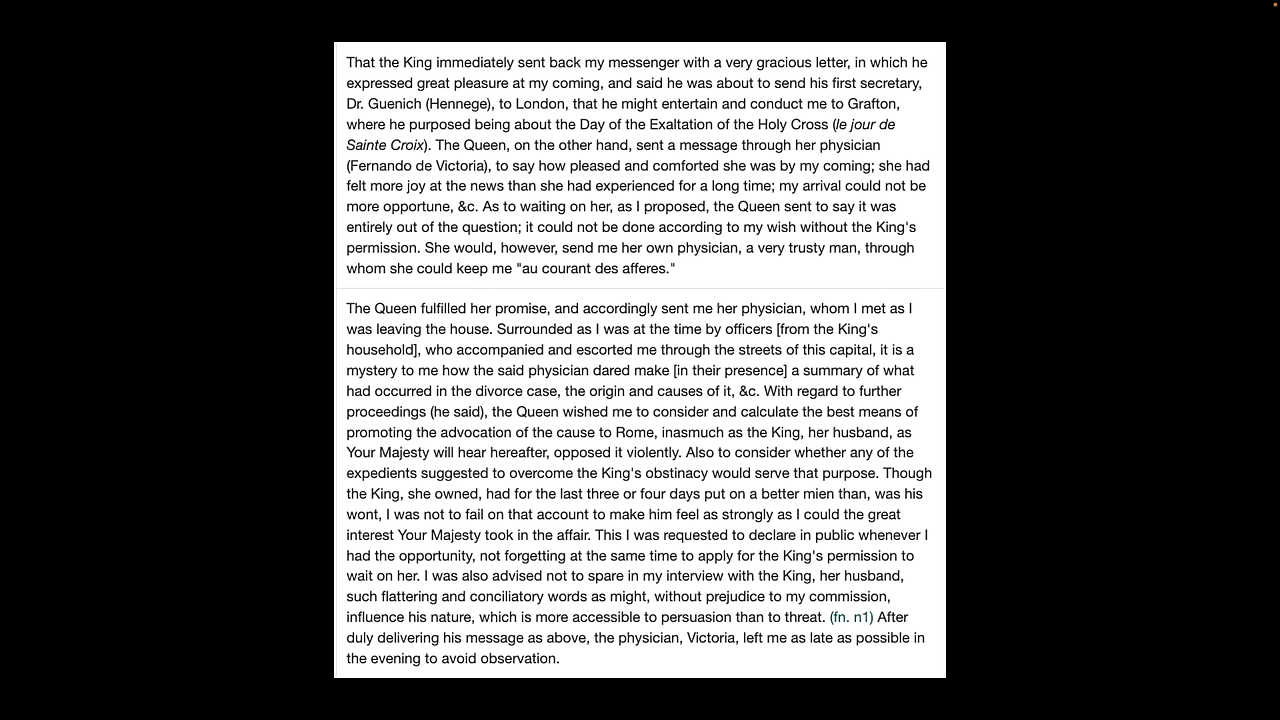 That the King immediately sent back my messenger with a very gracious letter, in which he
expressed great pleasure at my coming, and said he was about to send his first secretary,
Dr. Guenich (Hennege), to London, that he might entertain and conduct me to Grafton,
where he purposed being about the Day of the Exaltation of the Holy Cross (le jour de
Sainte Croix). The Queen, on the other hand, sent a message through her physician
(Fernando de Victoria), to say how pleased and comforted she was by my coming; she had
felt more joy at the news than she had experienced for a long time; my arrival could not be
more opportune, &c. As to waiting on her, as I proposed, the Queen sent to say it was
entirely out of the question; it could not be done according to my wish without the King's
permission. She would, however, send me her own physician, a very trusty man, through
whom she could keep me "au courant des afferes."
The Queen fulfilled her promise, and accordingly sent me her physician, whom I met as I
was leaving the house. Surrounded as I was at the time by officers [from the King's
household], who accompanied and escorted me through the streets of this capital, it is a
mystery to me how the said physician dared make [in their presence] a summary of what
had occurred in the divorce case, the origin and causes of it, &c. With regard to further
proceedings (he said), the Queen wished me to consider and calculate the best means of
promoting the advocation of the cause to Rome, inasmuch as the King, her husband, as
Your Majesty will hear hereafter, opposed it violently. Also to consider whether any of the
expedients suggested to overcome the King's obstinacy would serve that purpose. Though
the King, she owned, had for the last three or four days put on a better mien than, was his
wont, I was not to fail on that account to make him feel as strongly as I could the great
interest Your Majesty took in the affair. This I was requested to declare in public whenever I
had the opportunity, not forgetting at the same time to apply for the King's permission to
wait on her. I was also advised not to spare in my interview with the King, her husband,
such flattering and conciliatory words as might, without prejudice to my commission,
influence his nature, which is more accessible to persuasion than to threat. (fn. n1) After
duly delivering his message as above, the physician, Victoria, left me as late as possible in
the evening to avoid observation.